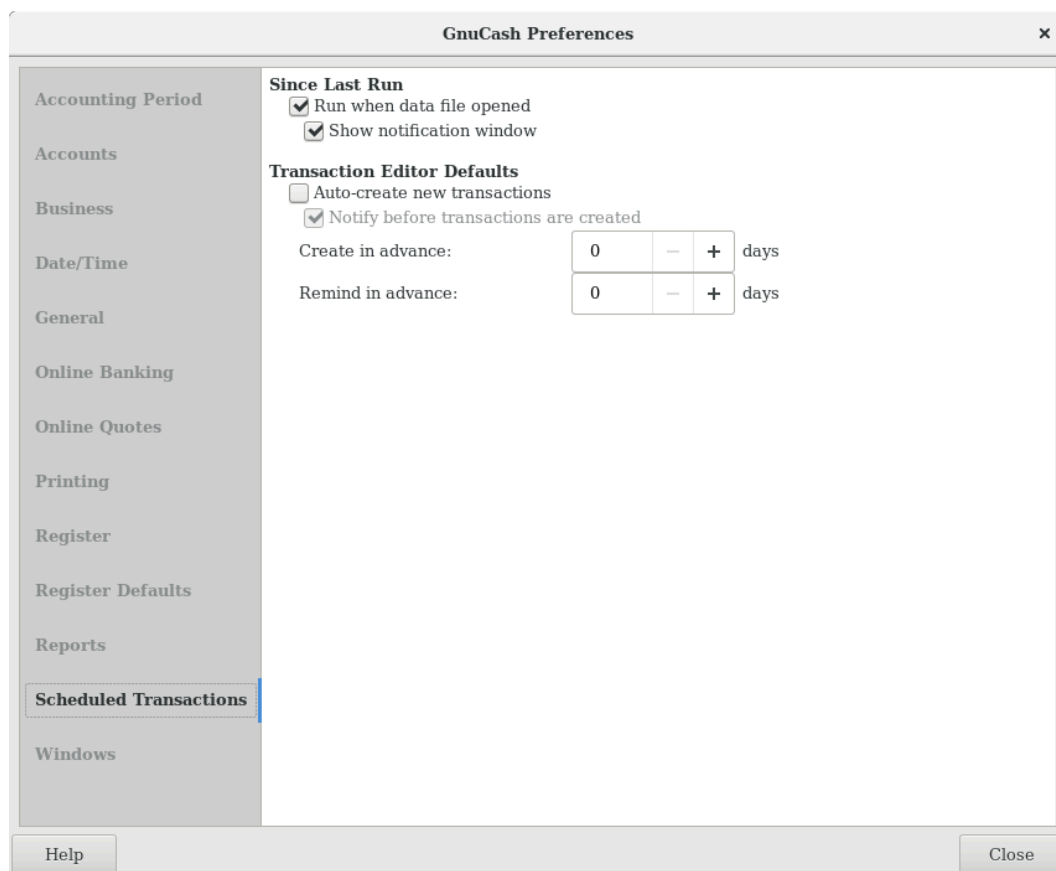 GnuCash Preferences
Accounting Period
Accounts
Business
Date/Time
General
Online Banking
Online Quotes
Printing
Register
Register Defaults
Reports
Scheduled Transactions
Windows
Since Last Run
Run when data file opened
Show notification window
Transaction Editor Defaults
Auto-create new transactions
Notify before transactions are created
Create in advance: 0 − + days
Remind in advance: 0 − + days
Help
Close